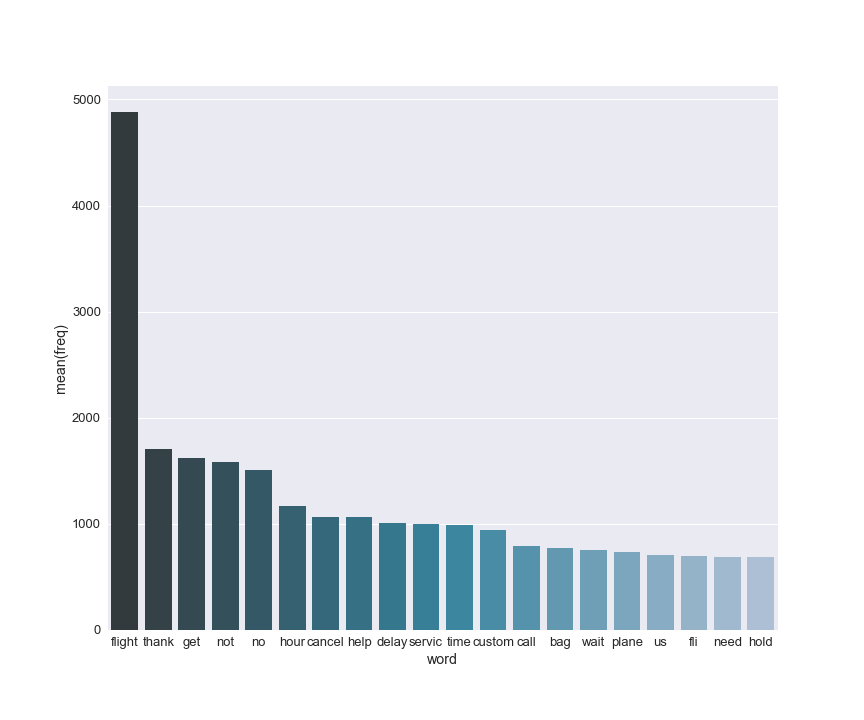 5000
4000
3000
2000
1000
0
mean(freq)
flight thank get not no hour cancel help delay servic time custom call bag wait plane us fli need hold
word